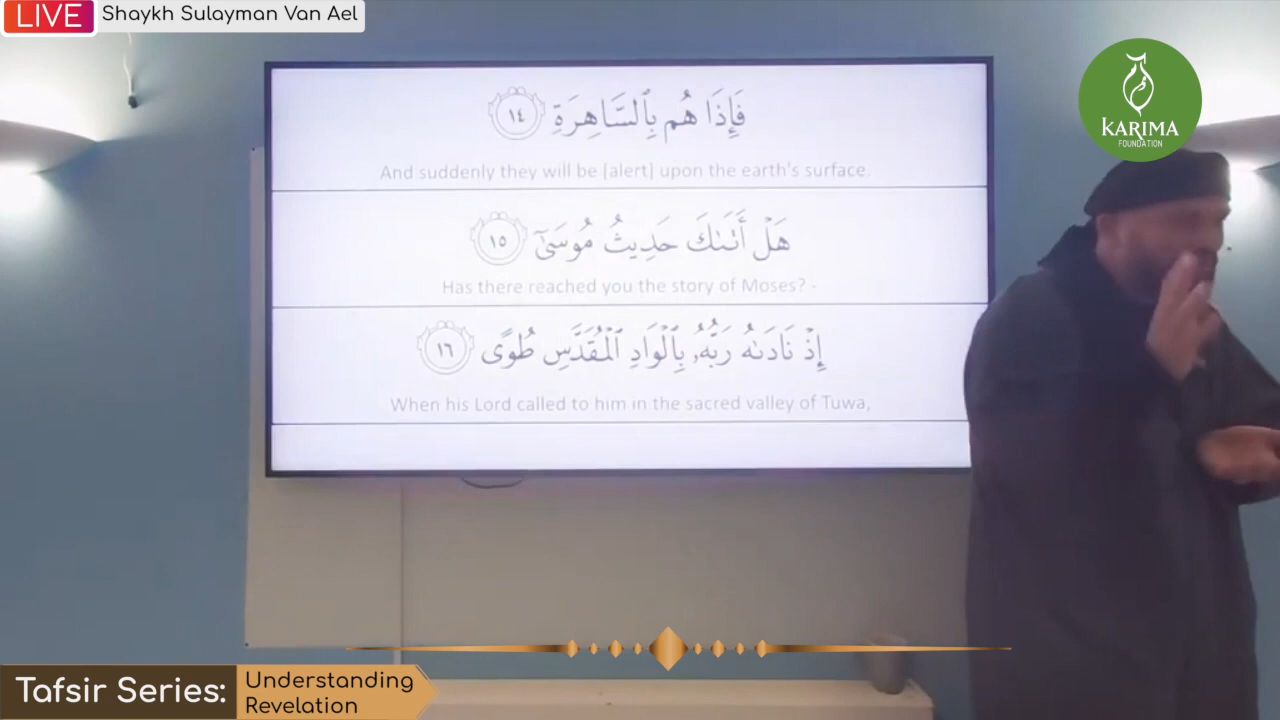 LIVE
Shaykh Sulayman Van Ael
KARIMA
FOUNDATION
فَإِذَا هُم بِٱلسَّاهِرَةِ ١٤
And suddenly they will be [alert] upon the earth's surface.
هَلْ أَتَىٰكَ حَدِيثُ مُوسَىٰٓ ١٥
Has there reached you the story of Moses? -
إِذْ نَادَىٰهُ رَبُّهُۥ بِٱلْوَادِ ٱلْمُقَدَّسِ طُوًى ١٦
When his Lord called to him in the sacred valley of Tuwa,
Tafsir Series:
Understanding
Revelation